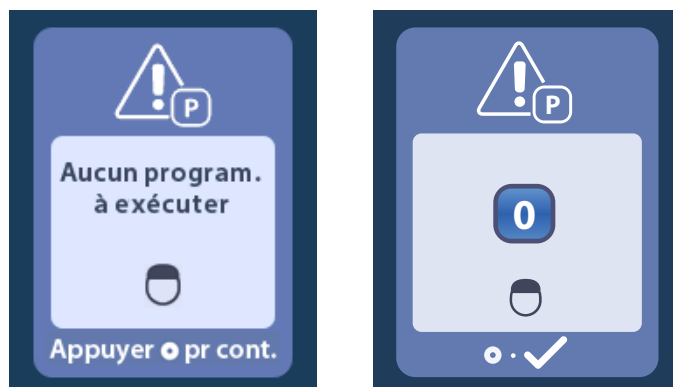 P
Aucun program.
à exécuter
Appuyer pr cont.
P
0